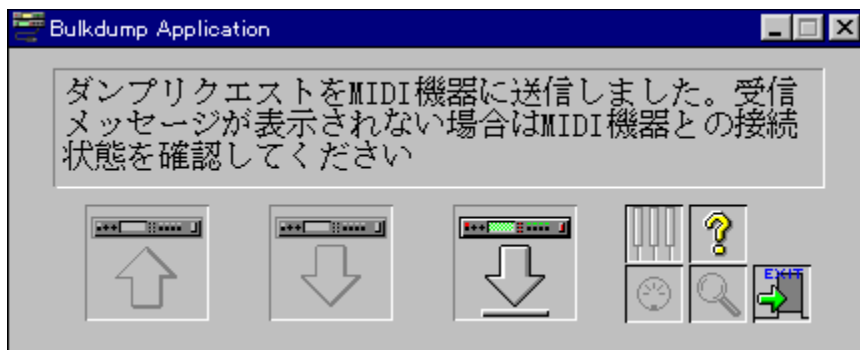 Bulkdump Application
ダンプリクエストをMIDI機器に送信しました。受信
メッセージが表示されない場合はMIDI機器との接続
状態を確認してください
EXIT